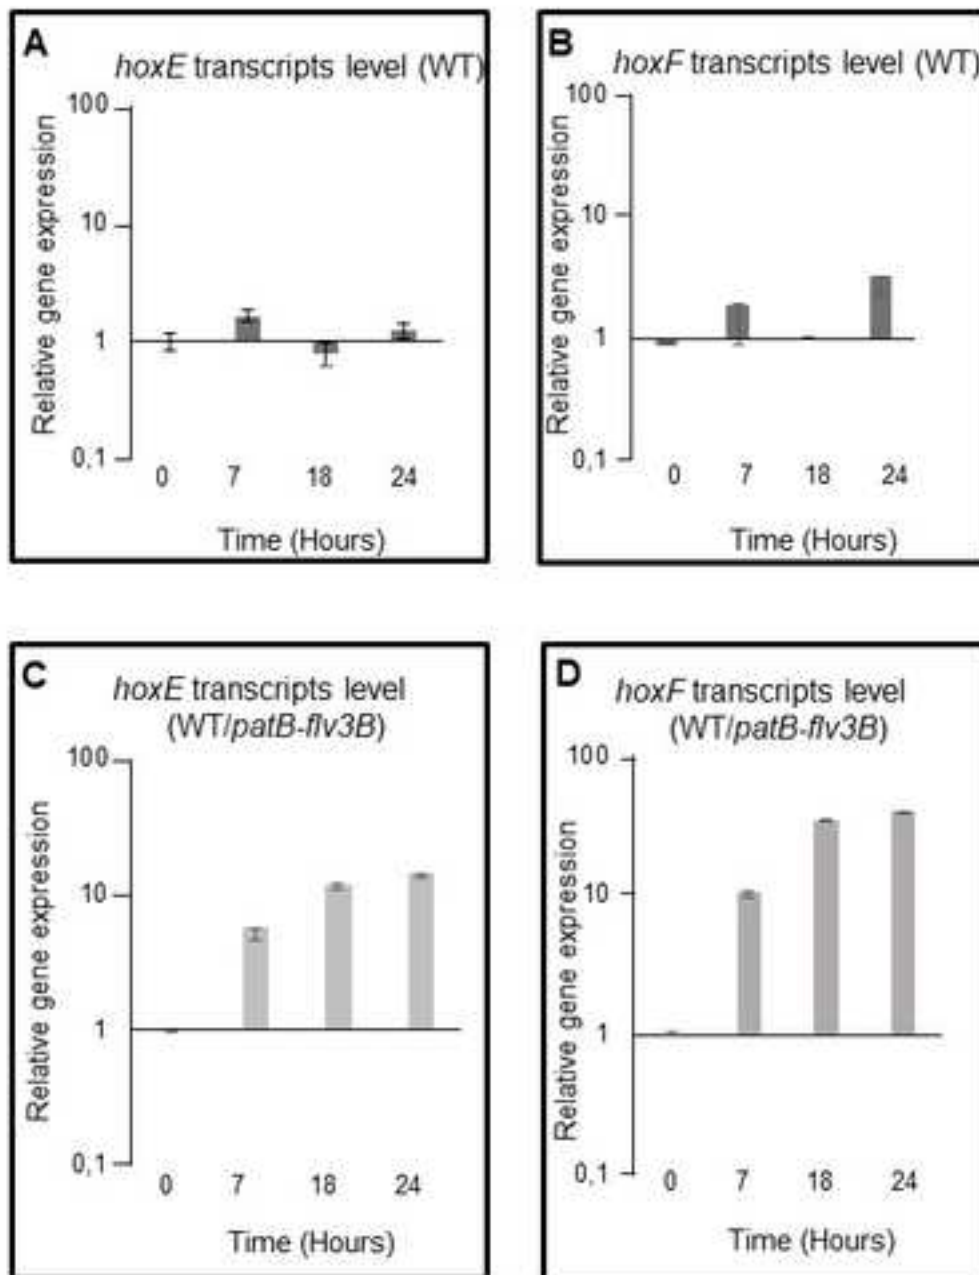 A
hoxE transcripts level (WT)
Relative gene expression
100
10
1
0,1
0 7 18 24
Time (Hours)
B
hoxF transcripts level (WT)
Relative gene expression
100
10
1
0,1
0 7 18 24
Time (Hours)
C
hoxE transcripts level
(WT/patB-flv3B)
Relative gene expression
100
10
1
0,1
0 7 18 24
Time (Hours)
D
hoxF transcripts level
(WT/patB-flv3B)
Relative gene expression
100
10
1
0,1
0 7 18 24
Time (Hours)